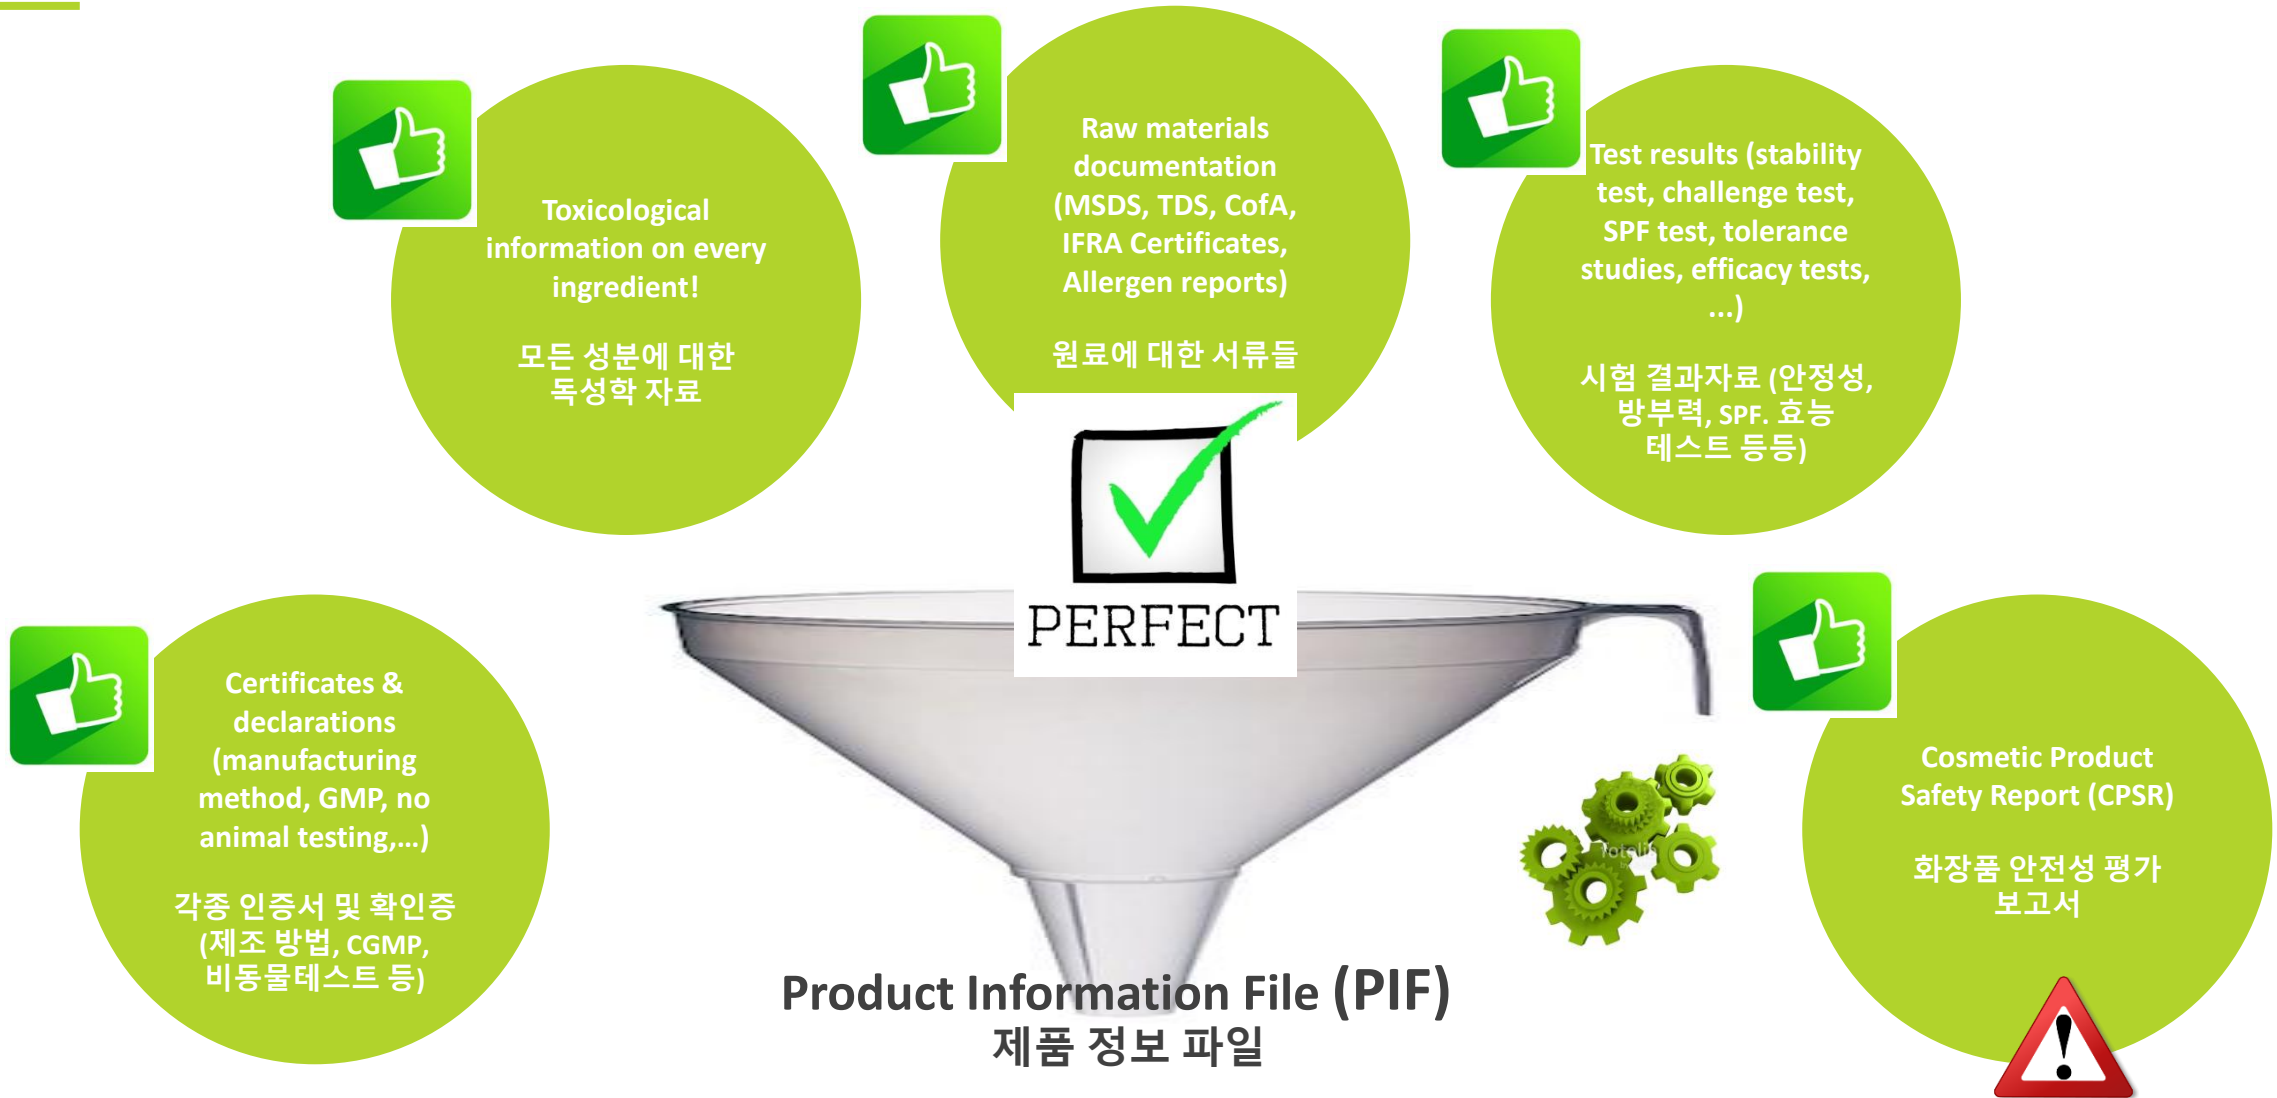 Toxicological
information on every
ingredient!
모든 성분에 대한
독성학 자료
Raw materials
documentation
(MSDS, TDS, CofA,
IFRA Certificates,
Allergen reports)
원료에 대한 서류들
Test results (stability
test, challenge test,
SPF test, tolerance
studies, efficacy tests,
...)
시험 결과자료 (안정성,
방부력, SPF. 효능
테스트 등등)
PERFECT
Certificates &
declarations
(manufacturing
method, GMP, no
animal testing,...)
각종 인증서 및 확인증
(제조 방법, CGMP,
비동물테스트 등)
Cosmetic Product
Safety Report (CPSR)
화장품 안전성 평가
보고서
Product Information File (PIF)
제품 정보 파일